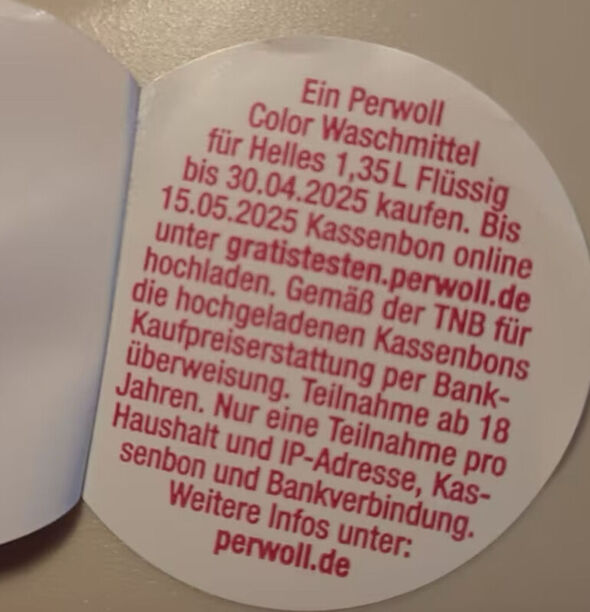 Ein Perwoll
Color Waschmittel
für Helles 1,35L Flüssig
bis 30.04.2025 kaufen. Bis
15.05.2025 Kassenbon online
unter gratistesten.perwoll.de
hochladen. Gemäß der TNB für
die hochgeladenen Kassenbons
Kaufpreiserstattung per Bank-
überweisung. Teilnahme ab 18
Jahren. Nur eine Teilnahme pro
Haushalt und IP-Adresse, Kas-
senbon und Bankverbindung.
Weitere Infos unter:
perwoll.de